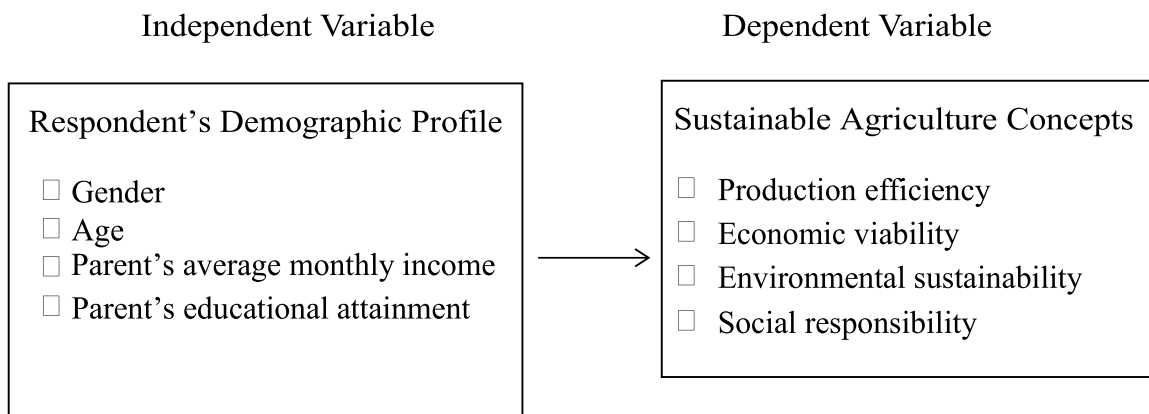 Independent Variable
Dependent Variable
Respondent’s Demographic Profile
Gender
Age
Parent’s average monthly income
Parent’s educational attainment
Sustainable Agriculture Concepts
Production efficiency
Economic viability
Environmental sustainability
Social responsibility